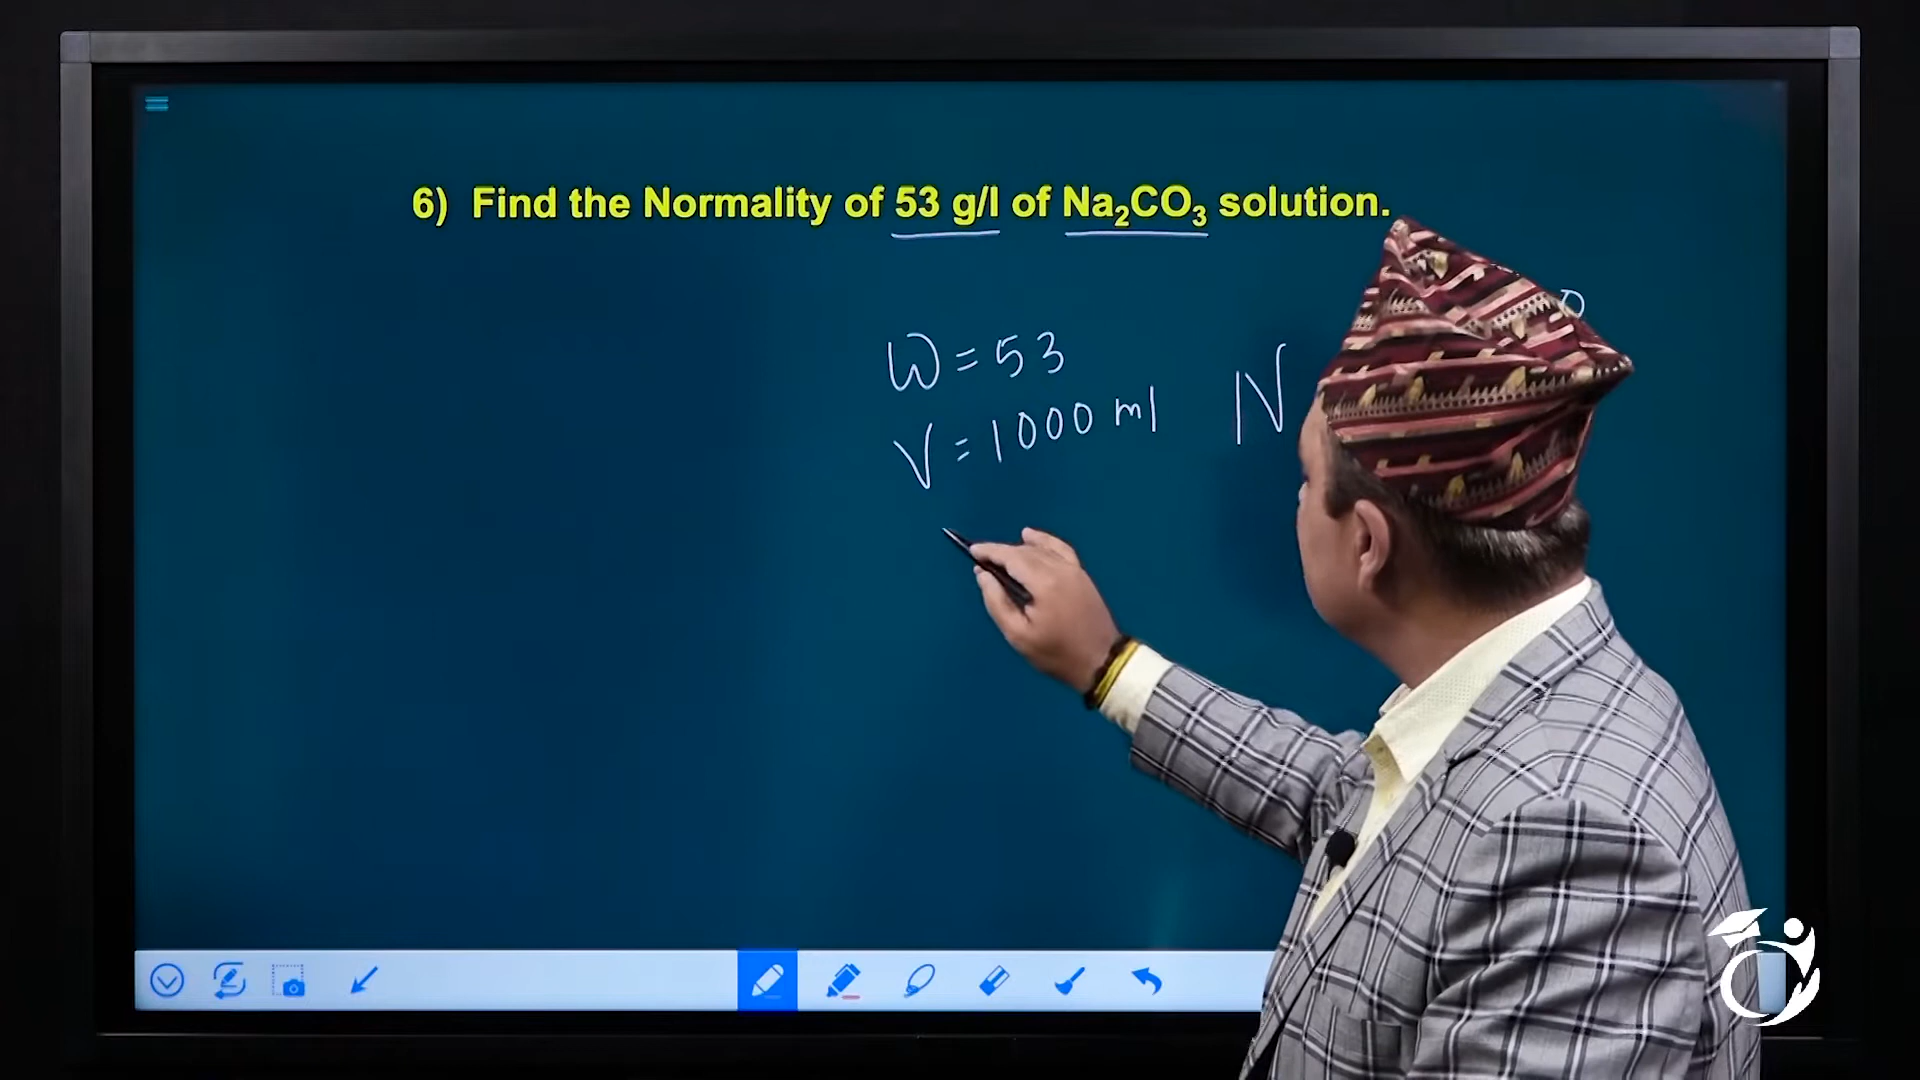 6) Find the Normality of 53 g/l of Na₂CO₃ solution.
W = 53
V = 1000 ml
N